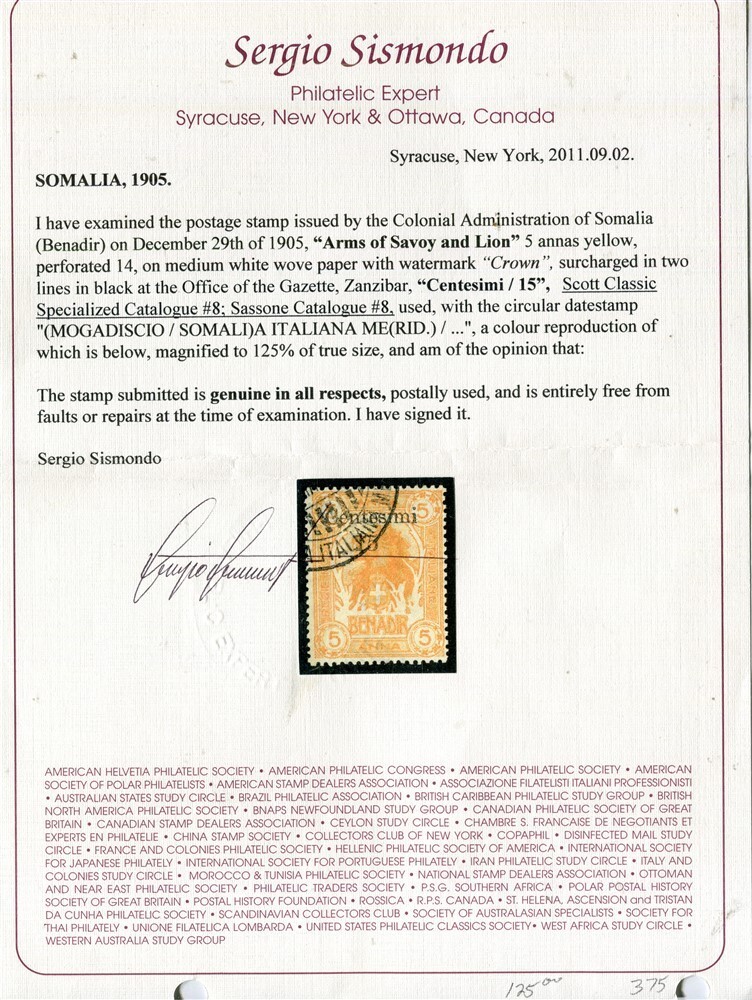 Sergio Sismondo
Philatelic Expert
Syracuse, New York & Ottawa, Canada
Syracuse, New York, 2011.09.02.
SOMALIA, 1905.
I have examined the postage stamp issued by the Colonial Administration of Somalia
(Benadir) on December 29th of 1905, “Arms of Savoy and Lion” 5 annas yellow,
perforated 14, on medium white wove paper with watermark “Crown”, surcharged in two
lines in black at the Office of the Gazette, Zanzibar, “Centesimi / 15”, Scott Classic
Specialized Catalogue #8; Sassone Catalogue #8, used, with the circular datestamp
"(MOGADISCIO / SOMALI)A ITALIANA ME(RID.) / ...", a colour reproduction of
which is below, magnified to 125% of true size, and am of the opinion that:
The stamp submitted is genuine in all respects, postally used, and is entirely free from
faults or repairs at the time of examination. I have signed it.
Sergio Sismondo
Centesimi
5
ITALIANA M
BENADIR
5 5
ANNA
EXPER
AMERICAN HELVETIA PHILATELIC SOCIETY • AMERICAN PHILATELIC CONGRESS • AMERICAN PHILATELIC SOCIETY • AMERICAN
SOCIETY OF POLAR PHILATELISTS • AMERICAN STAMP DEALERS ASSOCIATION • ASSOCIAZIONE FILATELISTI ITALIANI PROFESSIONISTI
• AUSTRALIAN STATES STUDY CIRCLE • BRAZIL PHILATELIC ASSOCIATION • BRITISH CARIBBEAN PHILATELIC STUDY GROUP • BRITISH
NORTH AMERICA PHILATELIC SOCIETY • BNAPS NEWFOUNDLAND STUDY GROUP • CANADIAN PHILATELIC SOCIETY OF GREAT
BRITAIN • CANADIAN STAMP DEALERS ASSOCIATION • CEYLON STUDY CIRCLE • CHAMBRE S. FRANCAISE DE NEGOTIANTS ET
EXPERTS EN PHILATELIE • CHINA STAMP SOCIETY • COLLECTORS CLUB OF NEW YORK • COPAPHIL • DISINFECTED MAIL STUDY
CIRCLE • FRANCE AND COLONIES PHILATELIC SOCIETY • HELLENIC PHILATELIC SOCIETY OF AMERICA • INTERNATIONAL SOCIETY
FOR JAPANESE PHILATELY • INTERNATIONAL SOCIETY FOR PORTUGUESE PHILATELY • IRAN PHILATELIC STUDY CIRCLE • ITALY AND
COLONIES STUDY CIRCLE • MOROCCO & TUNISIA PHILATELIC SOCIETY • NATIONAL STAMP DEALERS ASSOCIATION • OTTOMAN
AND NEAR EAST PHILATELIC SOCIETY • PHILATELIC TRADERS SOCIETY • P.S.G. SOUTHERN AFRICA • POLAR POSTAL HISTORY
SOCIETY OF GREAT BRITAIN • POSTAL HISTORY FOUNDATION • ROSSICA • R.P.S. CANADA • ST. HELENA, ASCENSION and TRISTAN
DA CUNHA PHILATELIC SOCIETY • SCANDINAVIAN COLLECTORS CLUB • SOCIETY OF AUSTRALASIAN SPECIALISTS • SOCIETY FOR
THAI PHILATELY • UNIONE FILATELICA LOMBARDA • UNITED STATES PHILATELIC CLASSICS SOCIETY• WEST AFRICA STUDY CIRCLE •
WESTERN AUSTRALIA STUDY GROUP
125.00 375